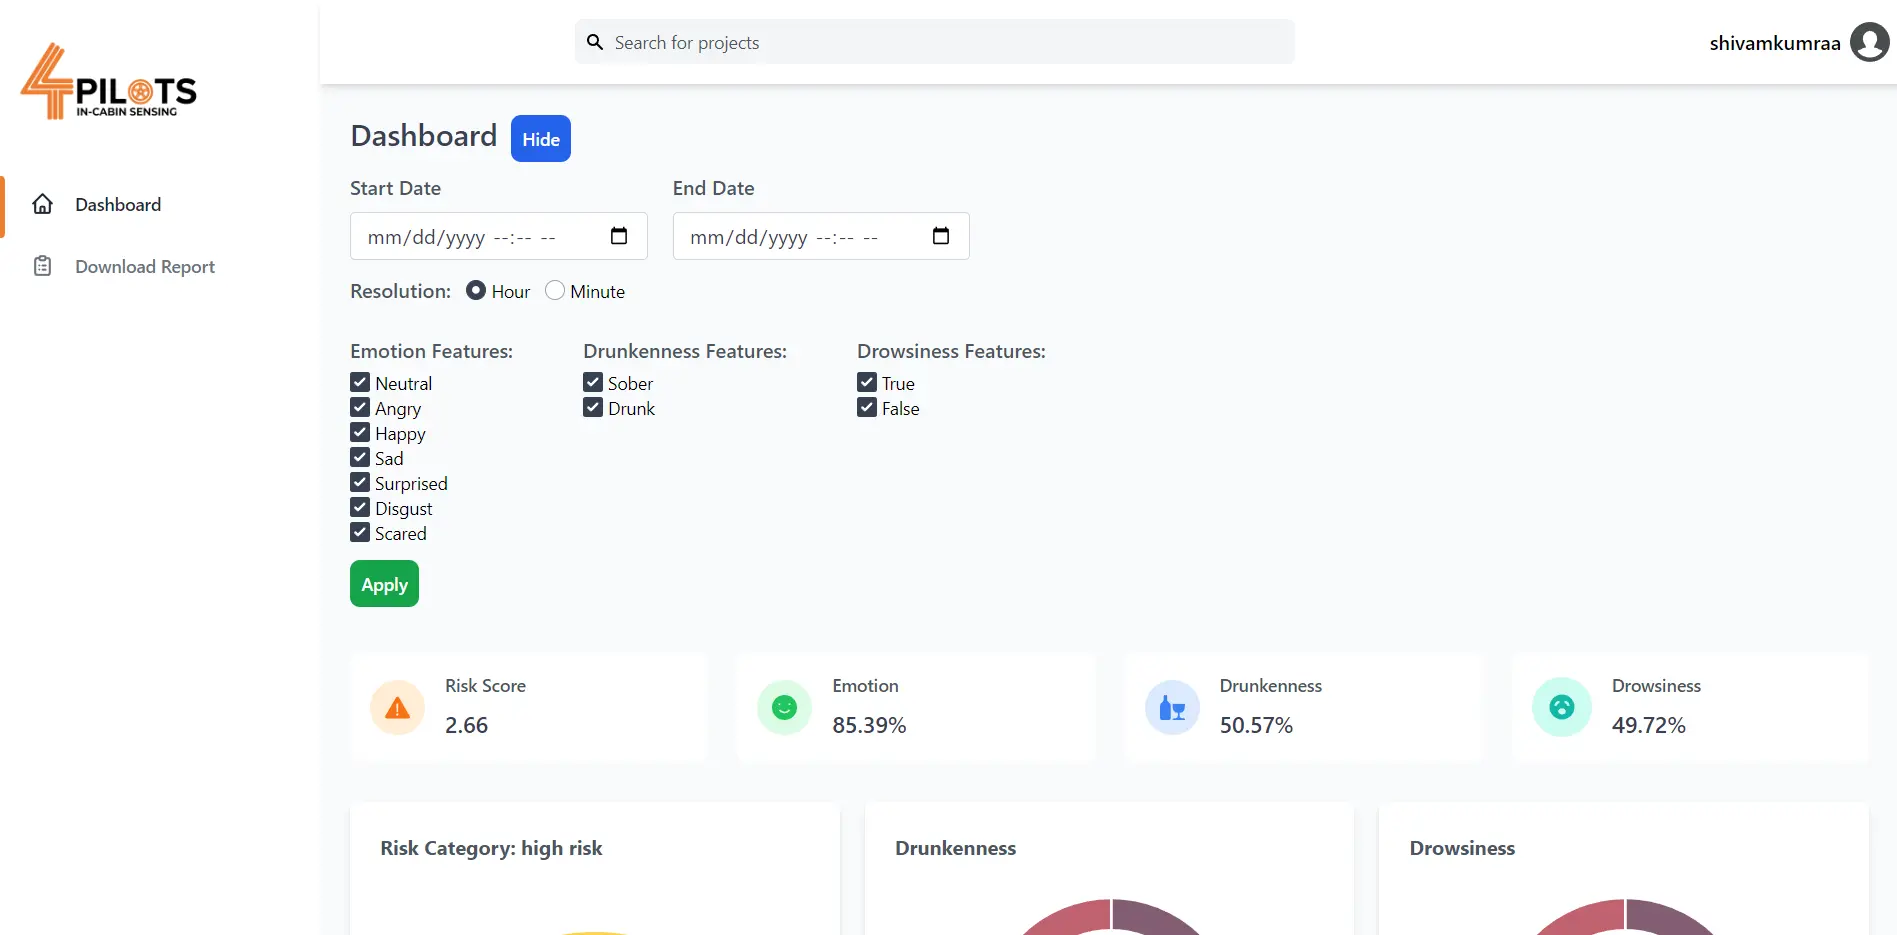 4PILOTS
IN-CABIN SENSING
Search for projects
shivamkumraa
Dashboard
Download Report
Dashboard Hide
Start Date End Date
mm/dd/yyyy --:-- -- mm/dd/yyyy --:-- --
Resolution: Hour Minute
Emotion Features: Drunkenness Features: Drowsiness Features:
Neutral Sober True
Angry Drunk False
Happy
Sad
Surprised
Disgust
Scared
Apply
Risk Score Emotion Drunkenness Drowsiness
2.66 85.39% 50.57% 49.72%
Risk Category: high risk Drunkenness Drowsiness